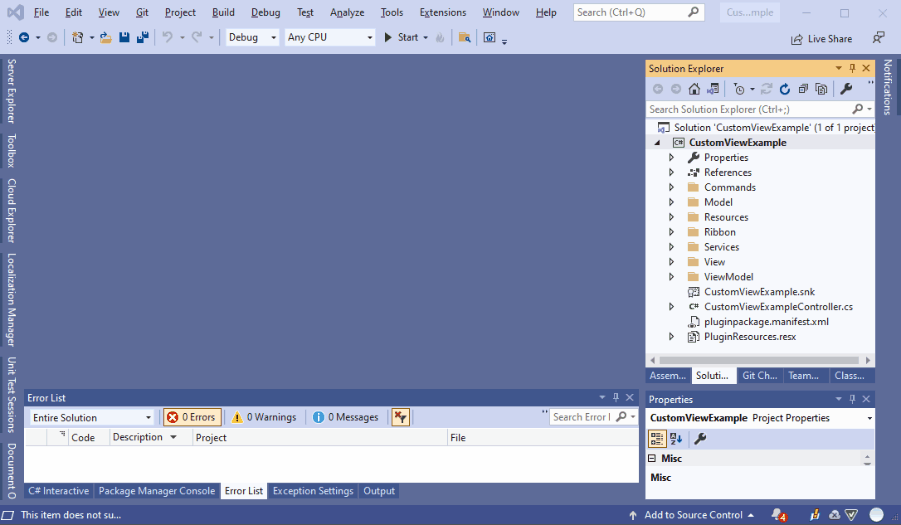 File Edit View Git Project Build Debug Test Analyze Tools Extensions Window Help Search (Ctrl+Q) Cus...mple
Debug Any CPU Start Live Share
Server Explorer
Toolbox
Cloud Explorer
Localization Manager
Unit Test Sessions
Document O
Solution Explorer
Search Solution Explorer (Ctrl+;)
Solution 'CustomViewExample' (1 of 1 project
C# CustomViewExample
Properties
References
Commands
Model
Resources
Ribbon
Services
View
ViewModel
CustomViewExample.snk
C# CustomViewExampleController.cs
pluginpackage.manifest.xml
PluginResources.resx
Assem... Soluti... Git Ch... Team... Class...
Notifications
Error List
Entire Solution 0 Errors 0 Warnings 0 Messages Search Error l
Code Description Project File
C# Interactive Package Manager Console Error List Exception Settings Output
Properties
CustomViewExample Project Properties
Misc
Misc
This item does not su... Add to Source Control 4